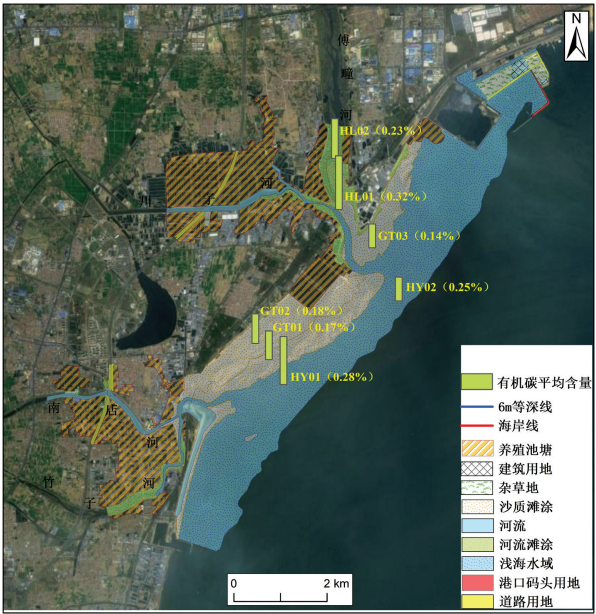 N
傅
疃
河
HL02（0.23%）
川
子
河
HL01（0.32%）
GT03（0.14%）
HY02（0.25%）
GT02（0.18%）
GT01（0.17%）
HY01（0.28%）
南
店
河
竹
子
河
有机碳平均含量
6m等深线
海岸线
养殖池塘
建筑用地
杂草地
沙质滩涂
河流
河流滩涂
浅海水域
港口码头用地
道路用地
0
2 km